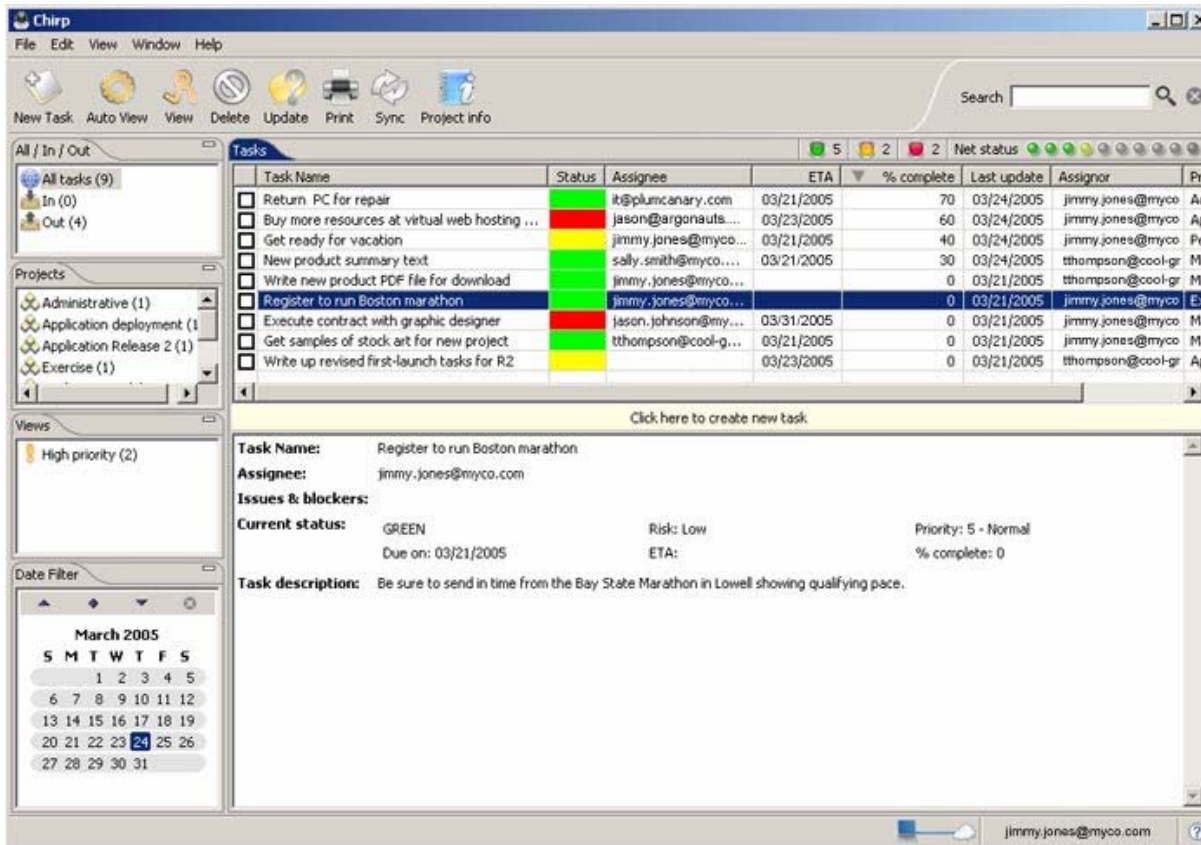 Chirp
File Edit View Window Help
New Task Auto View View Delete Update Print Sync Project info
Search
All / In / Out
All tasks (9)
In (0)
Out (4)
Projects
Administrative (1)
Application deployment (1
Application Release 2 (1)
Exercise (1)
Views
High priority (2)
Date Filter
March 2005
S M T W T F S
1 2 3 4 5
6 7 8 9 10 11 12
13 14 15 16 17 18 19
20 21 22 23 24 25 26
27 28 29 30 31
Tasks 5 2 2 Net status
Task Name Status Assignee ETA % complete Last update Assignor Pr
Return PC for repair it@plumcanary.com 03/21/2005 70 03/24/2005 jimmy.jones@myco A
Buy more resources at virtual web hosting ... jason@argonauts.... 03/23/2005 60 03/24/2005 jimmy.jones@myco A
Get ready for vacation jimmy.jones@myco... 03/21/2005 40 03/24/2005 jimmy.jones@myco Pe
New product summary text sally.smith@myco.... 03/21/2005 30 03/24/2005 tthompson@cool-gr M
Write new product PDF file for download jimmy.jones@myco... 0 03/21/2005 tthompson@cool-gr M
Register to run Boston marathon jimmy.jones@myco... 0 03/21/2005 jimmy.jones@myco E
Execute contract with graphic designer jason.johnson@my... 03/31/2005 0 03/21/2005 jimmy.jones@myco M
Get samples of stock art for new project tthompson@cool-g... 03/21/2005 0 03/21/2005 jimmy.jones@myco M
Write up revised first-launch tasks for R2 03/23/2005 0 03/21/2005 tthompson@cool-gr A
Click here to create new task
Task Name: Register to run Boston marathon
Assignee: jimmy.jones@myco.com
Issues & blockers:
Current status: GREEN Risk: Low Priority: 5 - Normal
Due on: 03/21/2005 ETA: % complete: 0
Task description: Be sure to send in time from the Bay State Marathon in Lowell showing qualifying pace.
jimmy.jones@myco.com